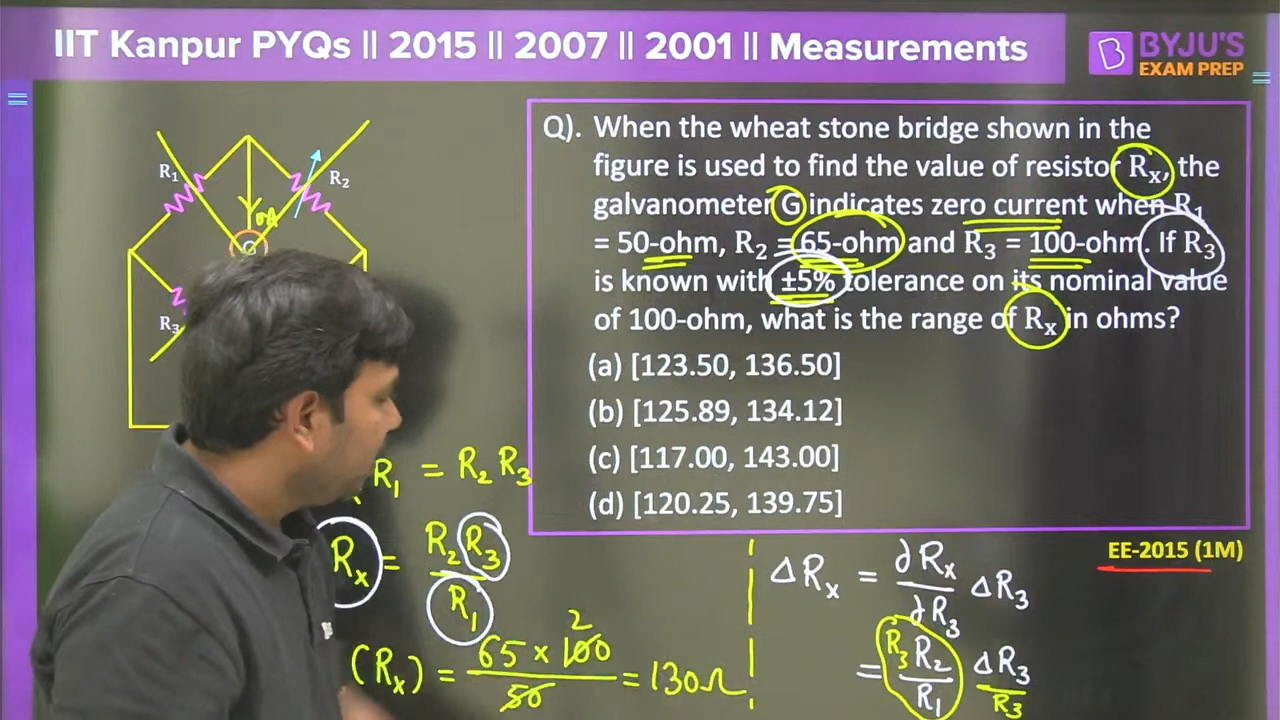 IIT Kanpur PYQs || 2015 || 2007 || 2001 || Measurements
BYJU'S
EXAM PREP
R₁
R₂
0A
G
R₃
Q). When the wheat stone bridge shown in the
figure is used to find the value of resistor Rₓ, the
galvanometer G indicates zero current when R₁
= 50-ohm, R₂ = 65-ohm and R₃ = 100-ohm. If R₃
is known with ±5% tolerance on its nominal value
of 100-ohm, what is the range of Rₓ in ohms?
(a) [123.50, 136.50]
(b) [125.89, 134.12]
(c) [117.00, 143.00]
(d) [120.25, 139.75]
EE-2015 (1M)
R₁ = R₂ R₃
Rₓ = R₂ R₃
R₁
(Rₓ) = 65 × 100 2 = 130Ω
50
ΔRₓ = ∂Rₓ ΔR₃
∂R₃
= R₃ R₂ ΔR₃
R₁ R₃